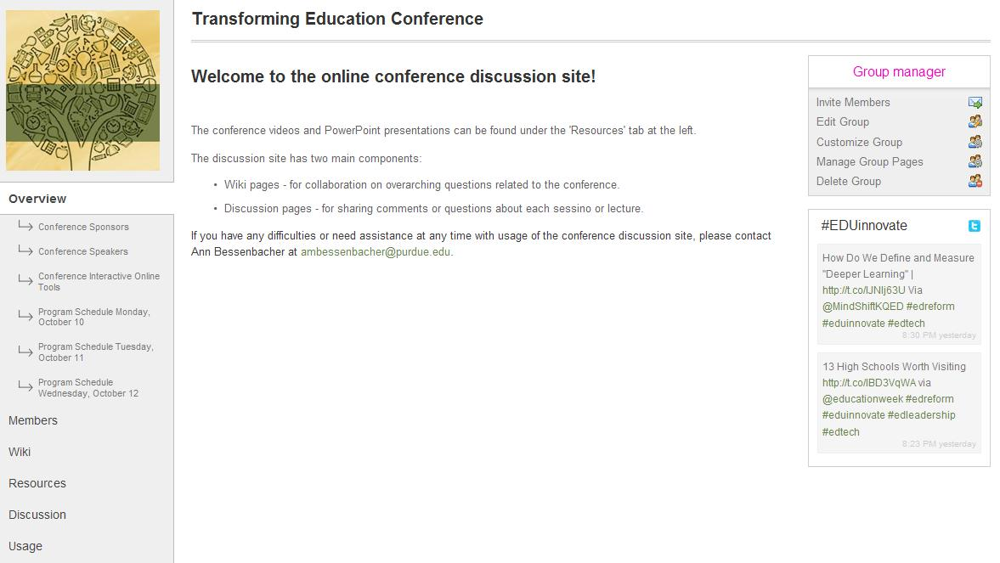 Transforming Education Conference
Welcome to the online conference discussion site!
The conference videos and PowerPoint presentations can be found under the 'Resources' tab at the left.
The discussion site has two main components:
• Wiki pages - for collaboration on overarching questions related to the conference.
• Discussion pages - for sharing comments or questions about each sessino or lecture.
If you have any difficulties or need assistance at any time with usage of the conference discussion site, please contact
Ann Bessenbacher at ambessenbacher@purdue.edu.
Overview
Conference Sponsors
Conference Speakers
Conference Interactive Online
Tools
Program Schedule Monday,
October 10
Program Schedule Tuesday,
October 11
Program Schedule
Wednesday, October 12
Members
Wiki
Resources
Discussion
Usage
Group manager
Invite Members
Edit Group
Customize Group
Manage Group Pages
Delete Group
#EDUinnovate
How Do We Define and Measure
"Deeper Learning" |
http://t.co/lJNIj63U Via
@MindShiftKQED #edreform
#eduinnovate #edtech
8:30 PM yesterday
13 High Schools Worth Visiting
http://t.co/IBD3VqWA via
@educationweek #edreform
#eduinnovate #edleadership
#edtech
8:23 PM yesterday